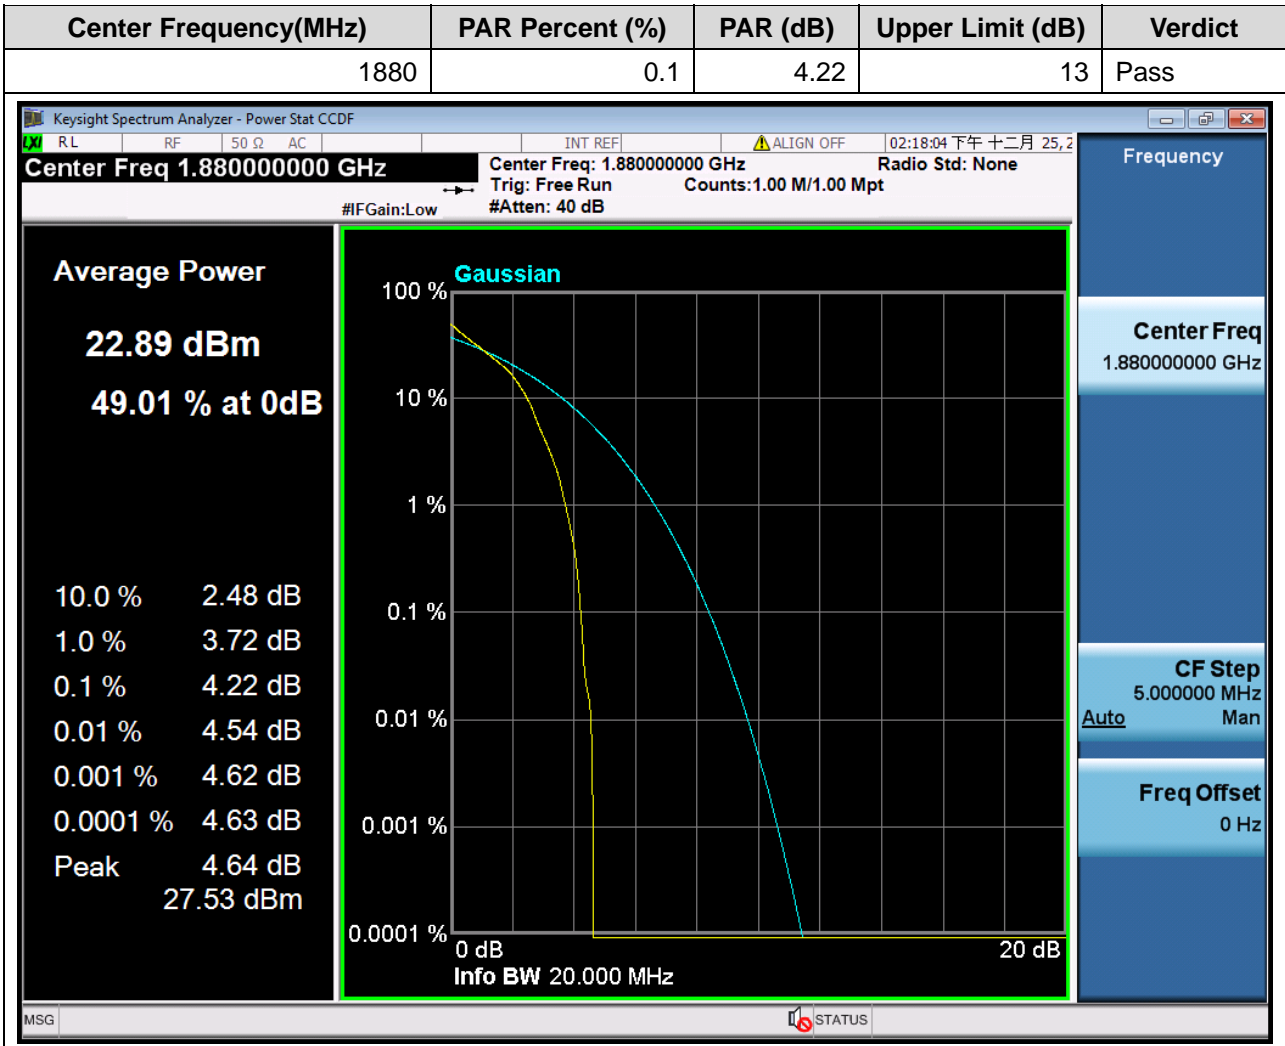 Center Frequency(MHz) PAR Percent (%) PAR (dB) Upper Limit (dB) Verdict
1880 0.1 4.22 13 Pass
Keysight Spectrum Analyzer - Power Stat CCDF
LXI RL RF 50 Ω AC INT REF ALIGN OFF 02:18:04 下午 十二月 25, 2
Center Freq 1.880000000 GHz
Center Freq: 1.880000000 GHz Radio Std: None
Trig: Free Run Counts:1.00 M/1.00 Mpt
#IFGain:Low #Atten: 40 dB
Average Power
22.89 dBm
49.01 % at 0dB
10.0 % 2.48 dB
1.0 % 3.72 dB
0.1 % 4.22 dB
0.01 % 4.54 dB
0.001 % 4.62 dB
0.0001 % 4.63 dB
Peak 4.64 dB
27.53 dBm
Gaussian
100 %
10 %
1 %
0.1 %
0.01 %
0.001 %
0.0001 %
0 dB 20 dB
Info BW 20.000 MHz
Frequency
Center Freq
1.880000000 GHz
CF Step
5.000000 MHz
Auto Man
Freq Offset
0 Hz
MSG STATUS